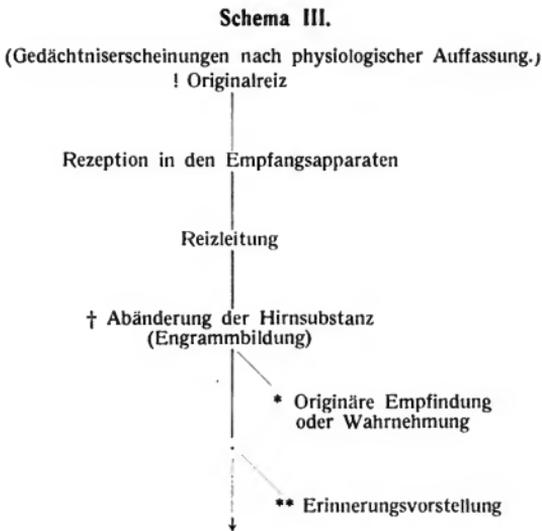 Schema III.
(Gedächtniserscheinungen nach physiologischer Auffassung.)
! Originalreiz
Rezeption in den Empfangsapparaten
Reizleitung
† Abänderung der Hirnsubstanz
(Engrammbildung)
* Originäre Empfindung
oder Wahrnehmung
** Erinnerungsvorstellung